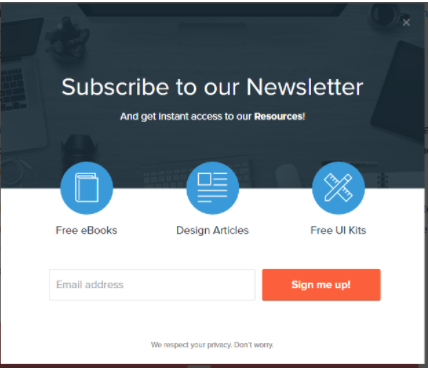 Subscribe to our Newsletter
And get instant access to our Resources!
Free eBooks
Design Articles
Free UI Kits
Email address
Sign me up!
We respect your privacy. Don't worry.